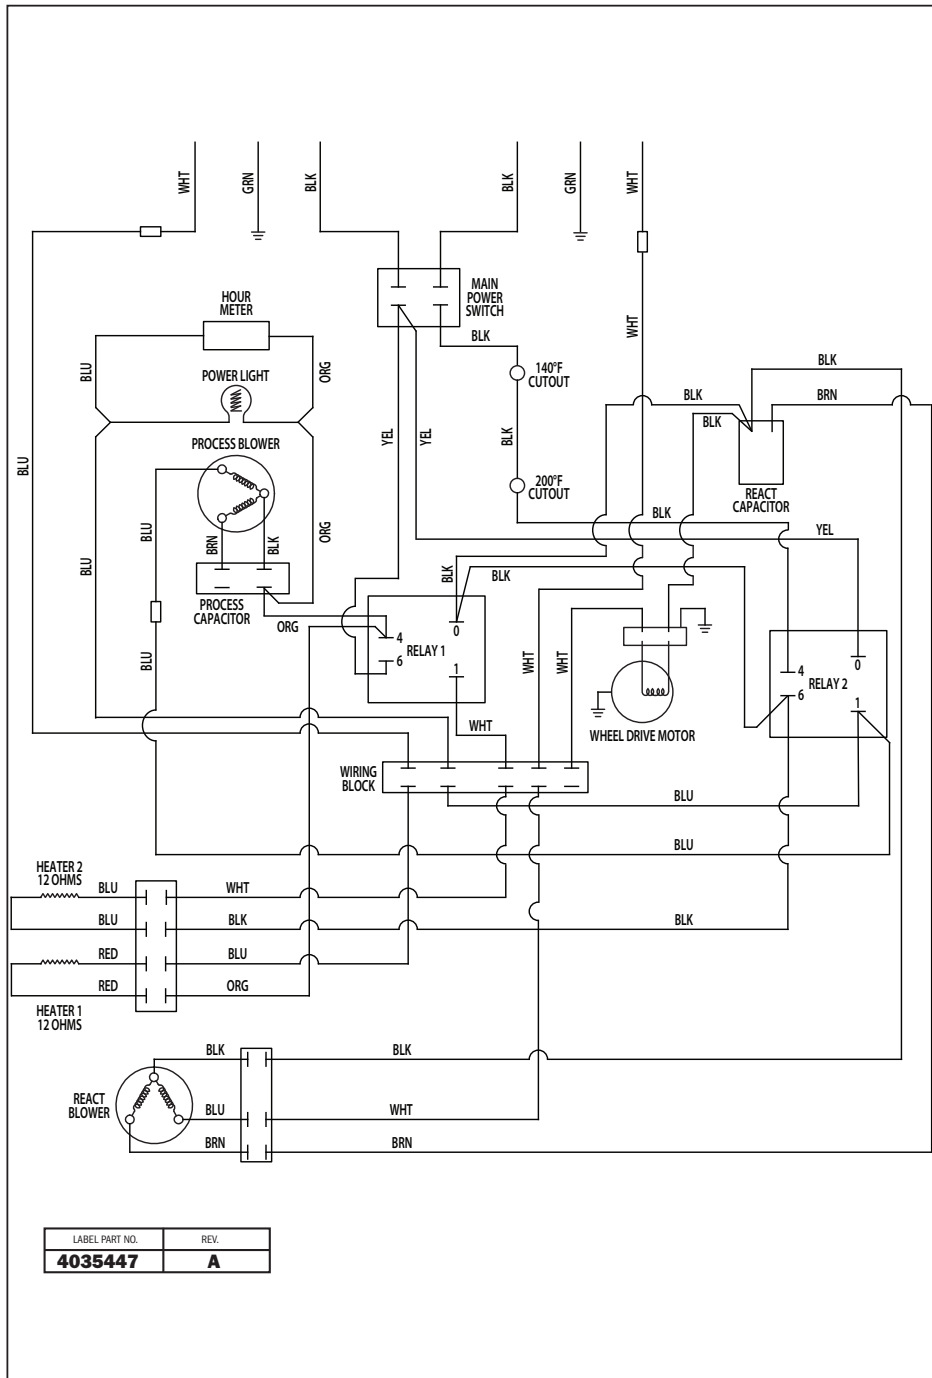 WHT
GRN
BLK
BLK
GRN
WHT
MAIN
POWER
SWITCH
HOUR
METER
WHT
BLK
BLK
BLU
ORG
POWER LIGHT
140°F
CUTOUT
BLK
BRN
BLK
YEL
YEL
BLK
PROCESS BLOWER
BLU
200°F
CUTOUT
REACT
CAPACITOR
BLK
YEL
BLU
BRN
BLK
ORG
BLU
BLK
BLK
PROCESS
CAPACITOR
ORG
4
0
RELAY 1
6
1
BLU
WHT
WHT
0
4
RELAY 2
6
1
WHT
WHEEL DRIVE MOTOR
WIRING
BLOCK
BLU
BLU
HEATER 2
12 OHMS
BLU
WHT
BLU
BLK
BLK
RED
BLU
RED
ORG
HEATER 1
12 OHMS
BLK
BLK
REACT
BLOWER
BLU
WHT
BRN
BRN
LABEL PART NO.
REV.
4035447
A